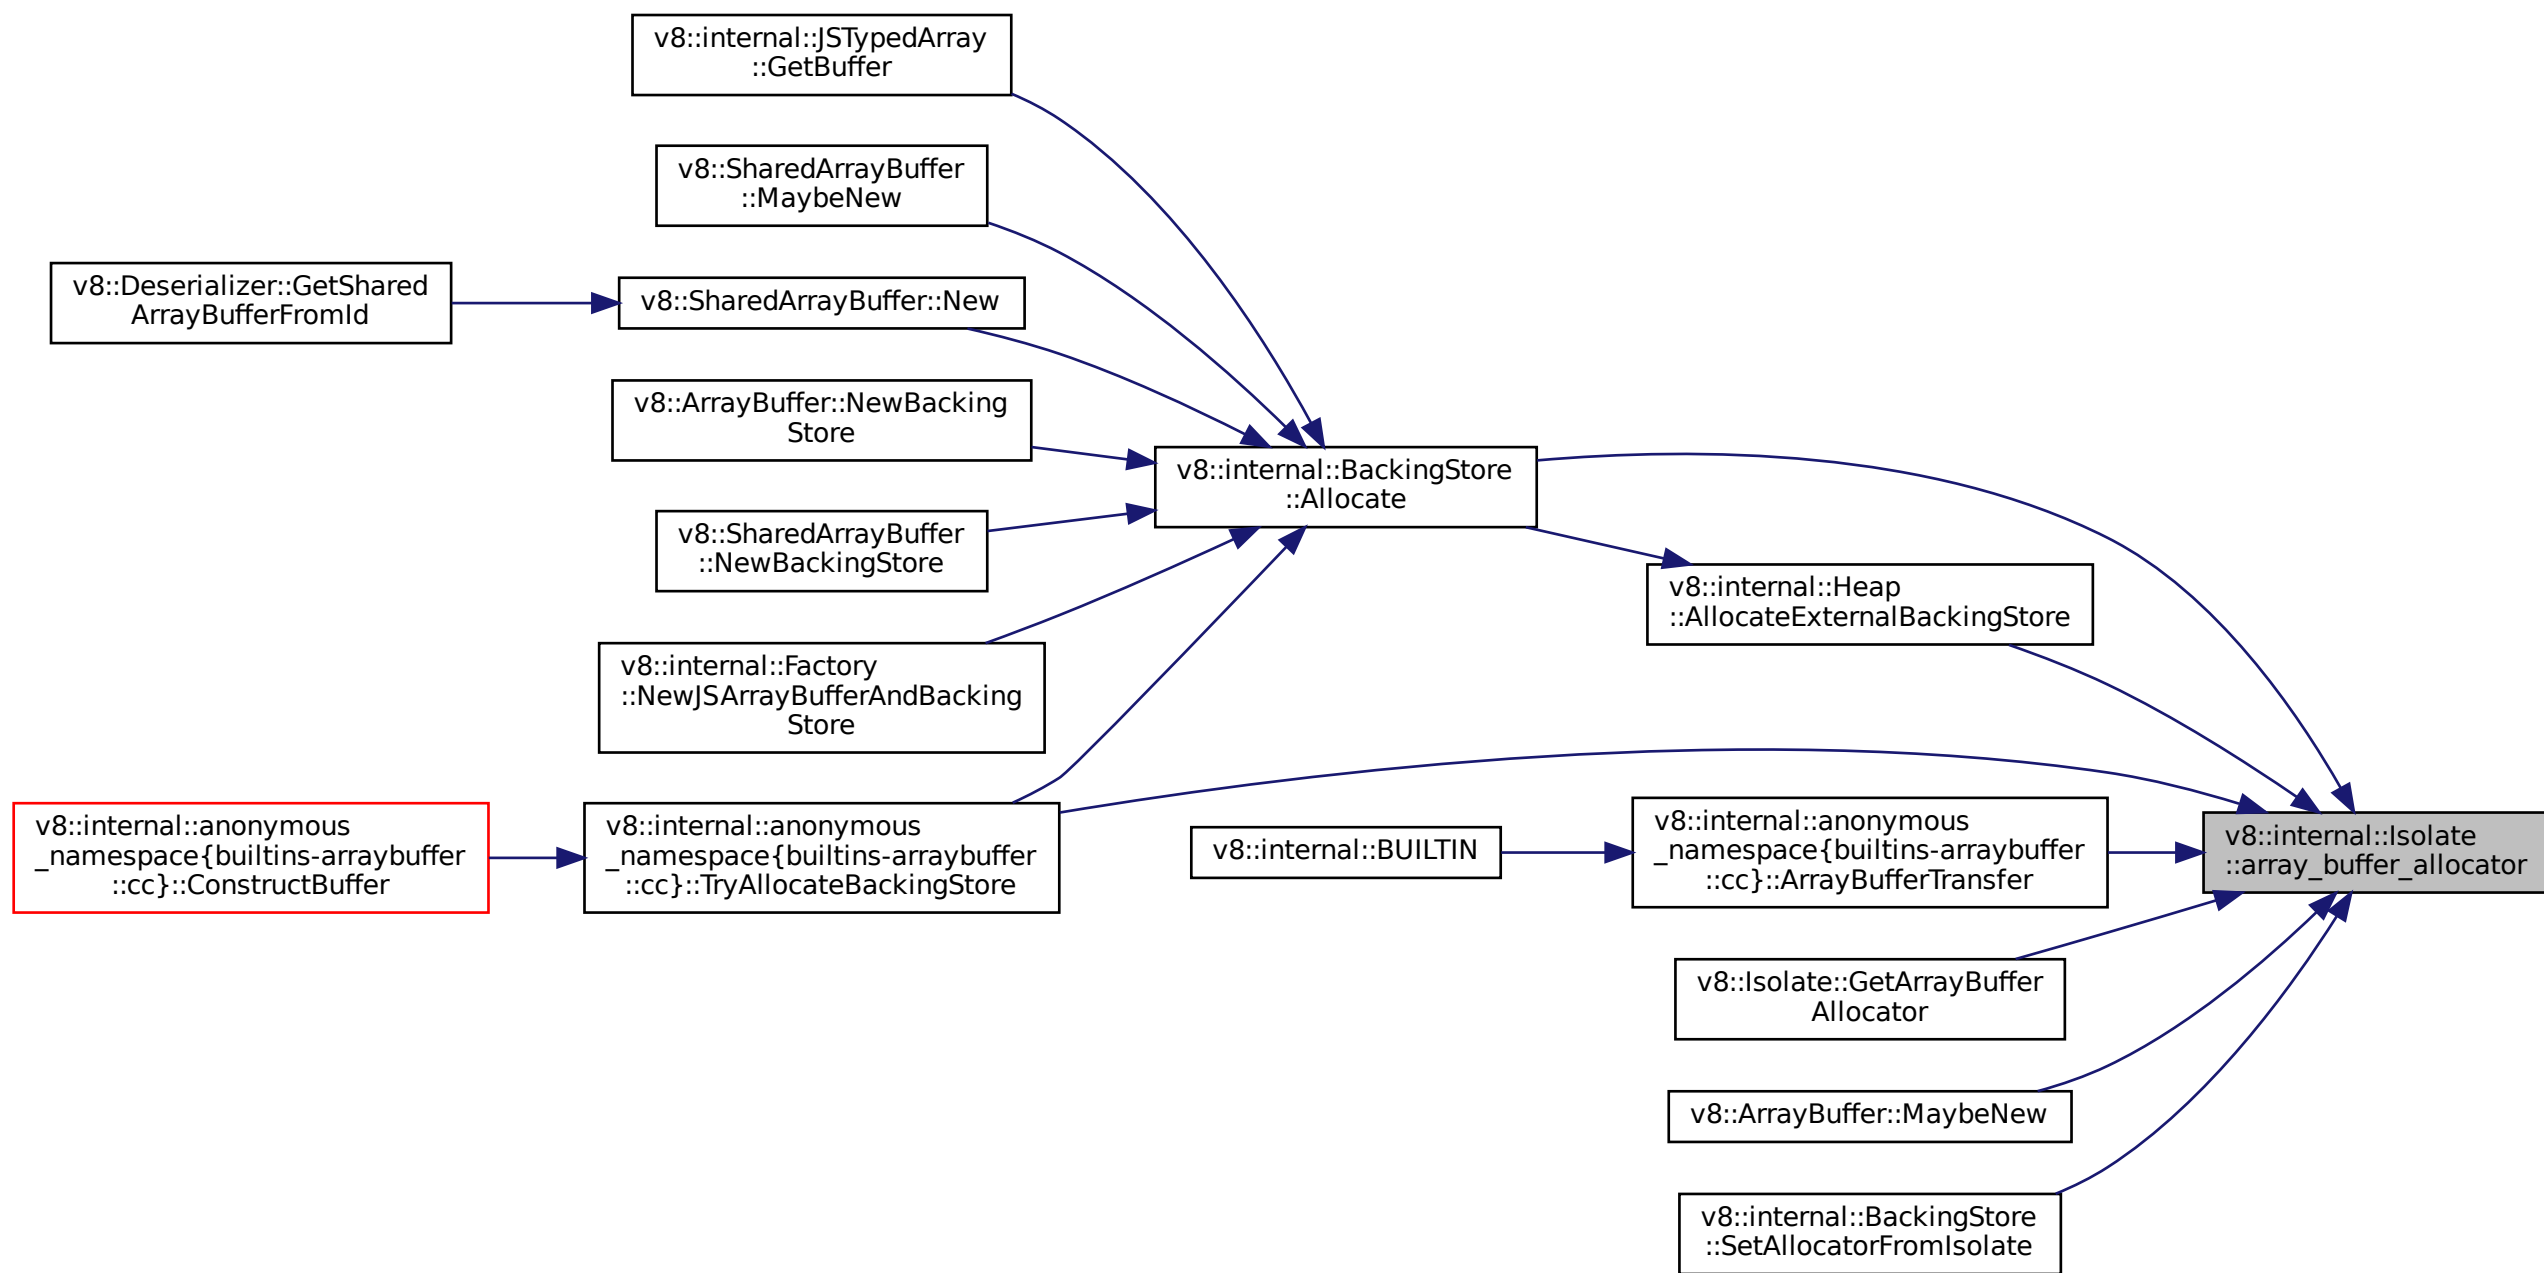 v8::internal::JSTypedArray
::GetBuffer
v8::SharedArrayBuffer
::MaybeNew
v8::Deserializer::GetShared
ArrayBufferFromId
v8::SharedArrayBuffer::New
v8::ArrayBuffer::NewBacking
Store
v8::SharedArrayBuffer
::NewBackingStore
v8::internal::Factory
::NewJSArrayBufferAndBacking
Store
v8::internal::anonymous
_namespace{builtins-arraybuffer
::cc}::ConstructBuffer
v8::internal::anonymous
_namespace{builtins-arraybuffer
::cc}::TryAllocateBackingStore
v8::internal::BackingStore
::Allocate
v8::internal::BUILTIN
v8::internal::Heap
::AllocateExternalBackingStore
v8::internal::anonymous
_namespace{builtins-arraybuffer
::cc}::ArrayBufferTransfer
v8::Isolate::GetArrayBuffer
Allocator
v8::ArrayBuffer::MaybeNew
v8::internal::BackingStore
::SetAllocatorFromIsolate
v8::internal::Isolate
::array_buffer_allocator